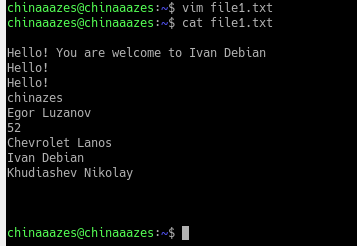 chinaaazes@chinaaazes:~$ vim file1.txt
chinaaazes@chinaaazes:~$ cat file1.txt
Hello! You are welcome to Ivan Debian
Hello!
Hello!
chinazes
Egor Luzanov
52
Chevrolet Lanos
Ivan Debian
Khudiashev Nikolay
chinaaazes@chinaaazes:~$